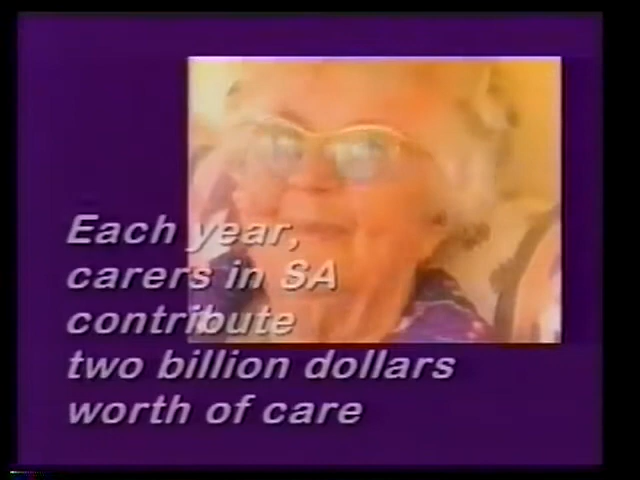 Each year,
carers in SA
contribute
two billion dollars
worth of care